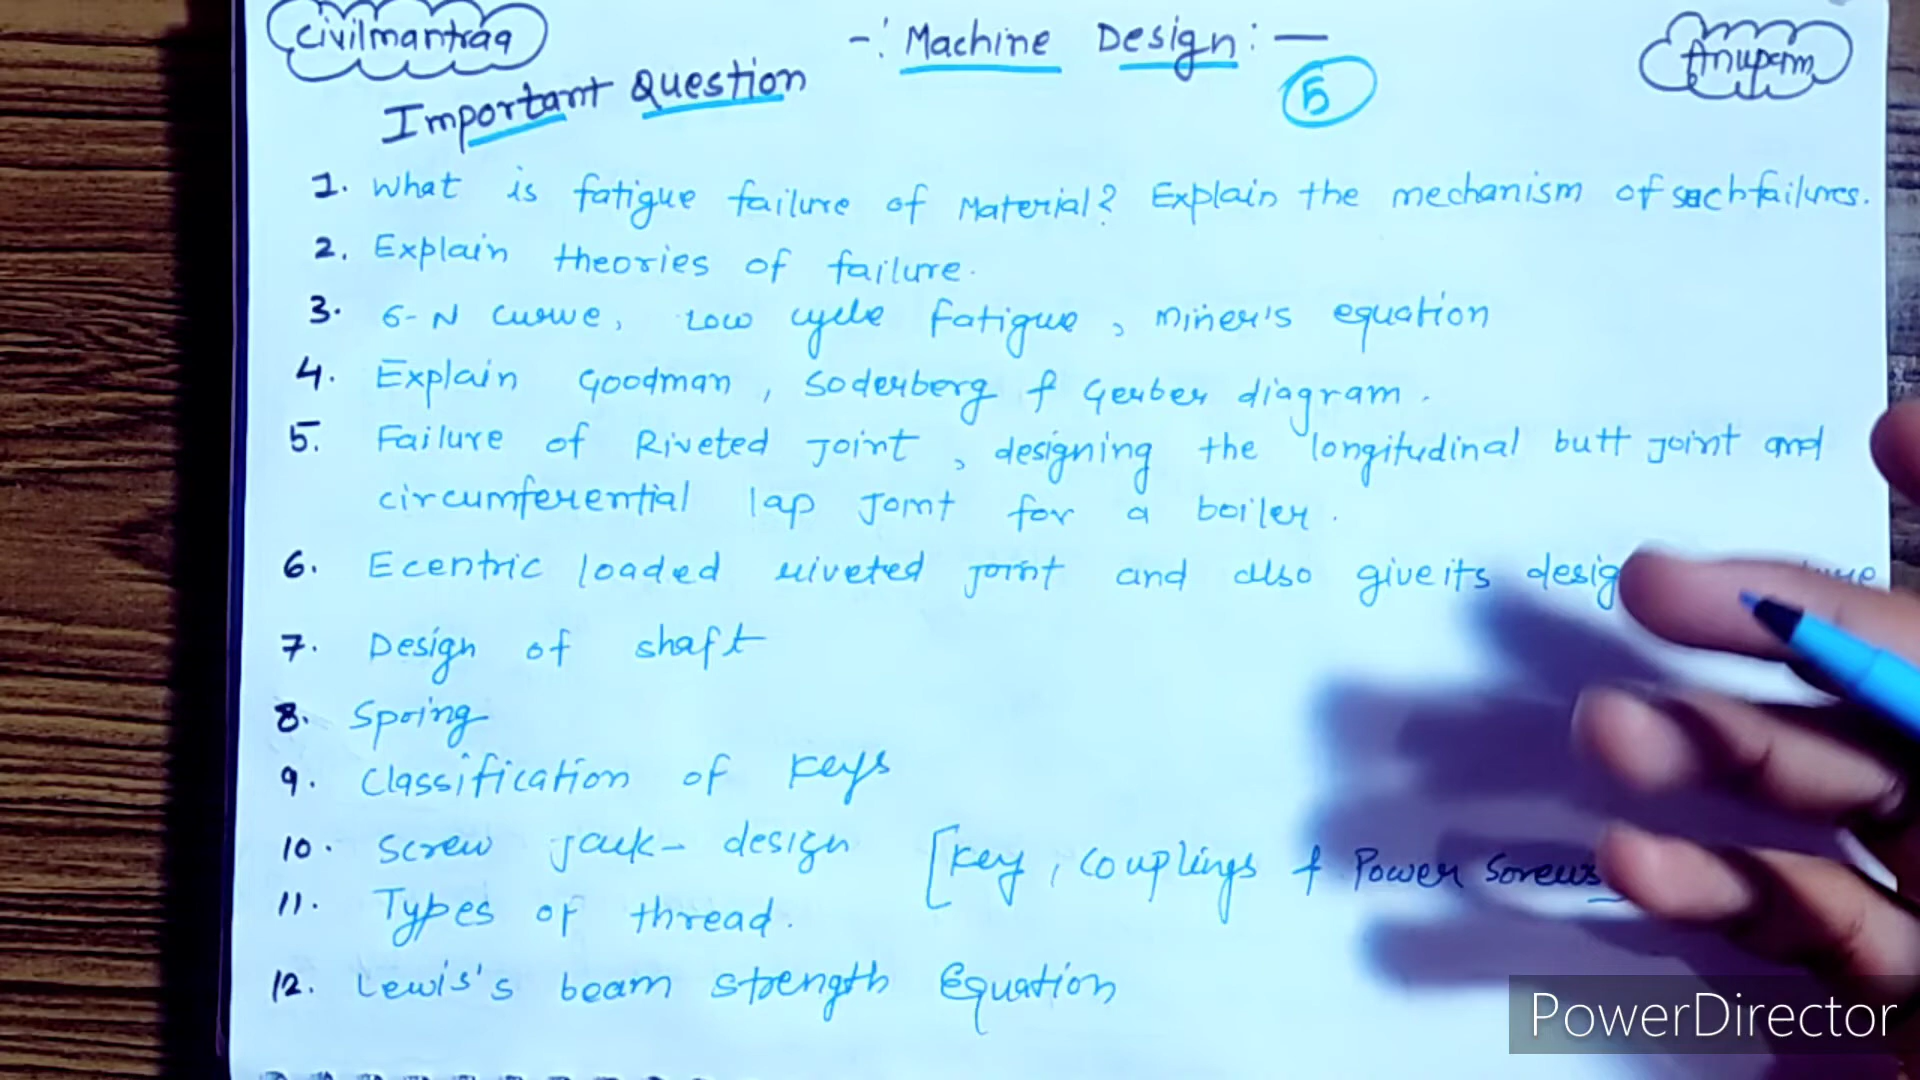 Civilmantraa
-: Machine Design: —
Anupam
Important Question
5
1. What is fatigue failure of Material? Explain the mechanism of such failures.
2. Explain theories of failure.
3. 6-N curve, Low cycle fatigue, Miner's equation
4. Explain Goodman, Soderberg & Gerber diagram.
5. Failure of Riveted Joint, designing the longitudinal butt joint and
circumferential lap Joint for a boiler.
6. Ecentric loaded riveted joint and also give its
7. Design of shaft
8. Spring
9. Classification of keys
10. Screw Jack- design [Key, Couplings & Power Screws
11. Types of thread.
12. Lewis's beam strength Equation
PowerDirector